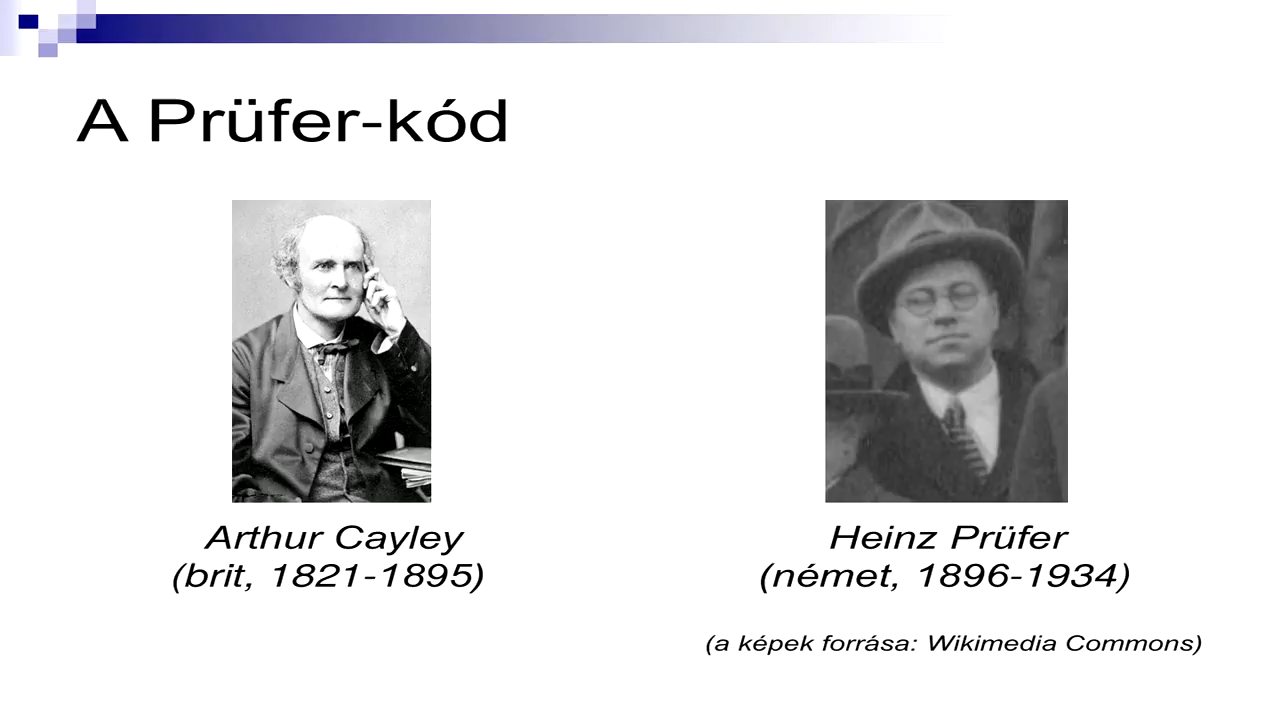 A Prüfer-kód
Arthur Cayley
(brit, 1821-1895)
Heinz Prüfer
(német, 1896-1934)
(a képek forrása: Wikimedia Commons)